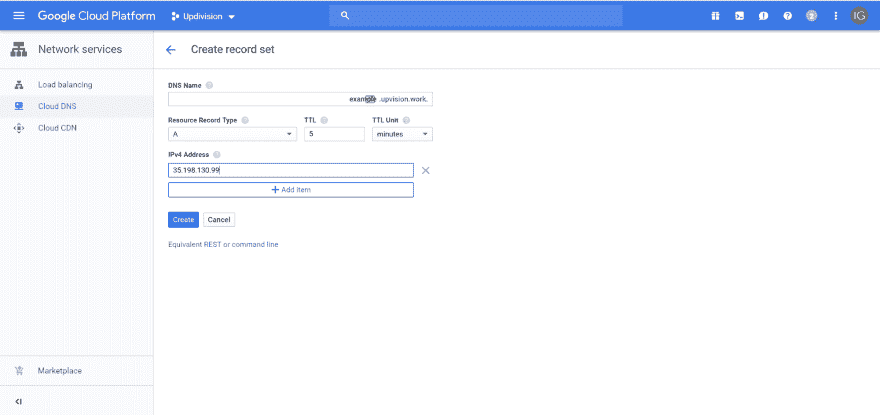 Google Cloud Platform Updivision
IG
Network services
Create record set
Load balancing
Cloud DNS
Cloud CDN
DNS Name
example .upvision.work.
Resource Record Type TTL TTL Unit
A 5 minutes
IPv4 Address
35.198.130.99
+ Add item
Create Cancel
Equivalent REST or command line
Marketplace